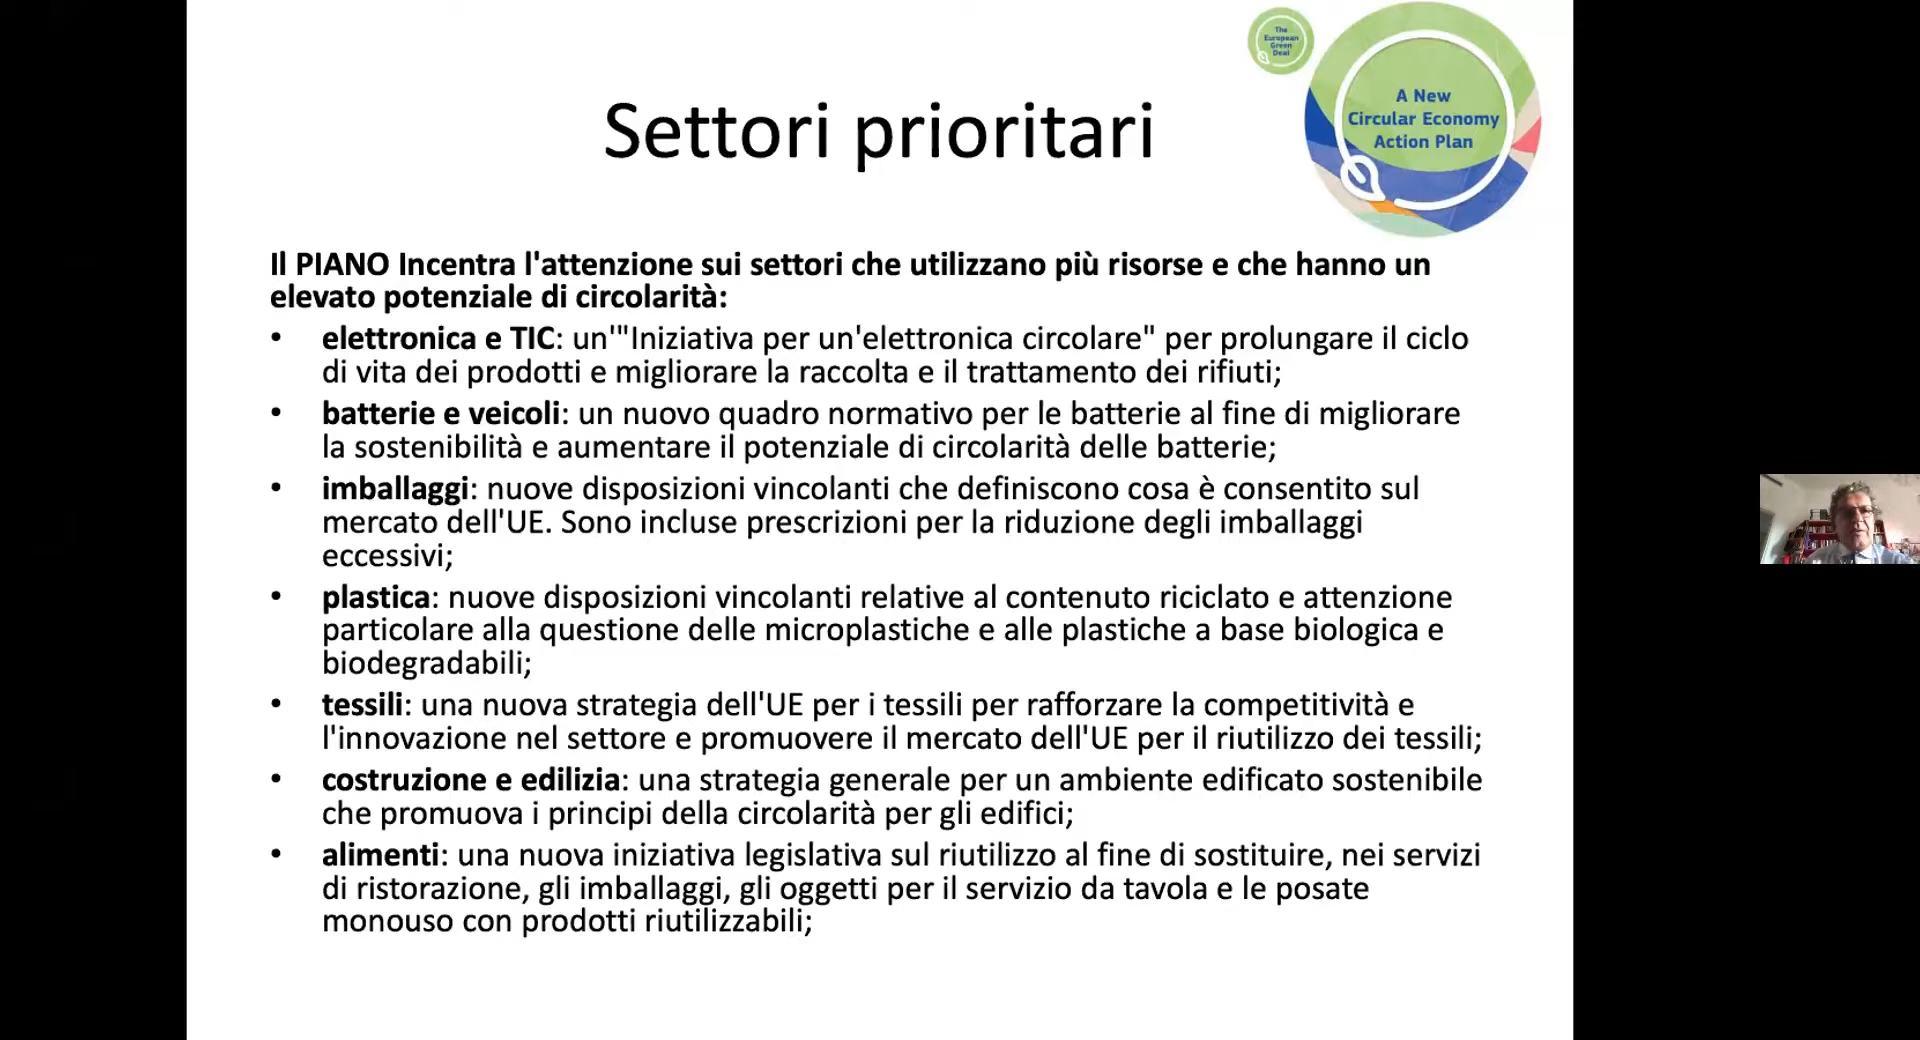 The
European
Green
Deal
A New
Circular Economy
Action Plan
Settori prioritari
Il PIANO Incentra l'attenzione sui settori che utilizzano più risorse e che hanno un
elevato potenziale di circolarità:
• elettronica e TIC: un'"Iniziativa per un'elettronica circolare" per prolungare il ciclo
di vita dei prodotti e migliorare la raccolta e il trattamento dei rifiuti;
• batterie e veicoli: un nuovo quadro normativo per le batterie al fine di migliorare
la sostenibilità e aumentare il potenziale di circolarità delle batterie;
• imballaggi: nuove disposizioni vincolanti che definiscono cosa è consentito sul
mercato dell'UE. Sono incluse prescrizioni per la riduzione degli imballaggi
eccessivi;
• plastica: nuove disposizioni vincolanti relative al contenuto riciclato e attenzione
particolare alla questione delle microplastiche e alle plastiche a base biologica e
biodegradabili;
• tessili: una nuova strategia dell'UE per i tessili per rafforzare la competitività e
l'innovazione nel settore e promuovere il mercato dell'UE per il riutilizzo dei tessili;
• costruzione e edilizia: una strategia generale per un ambiente edificato sostenibile
che promuova i principi della circolarità per gli edifici;
• alimenti: una nuova iniziativa legislativa sul riutilizzo al fine di sostituire, nei servizi
di ristorazione, gli imballaggi, gli oggetti per il servizio da tavola e le posate
monouso con prodotti riutilizzabili;